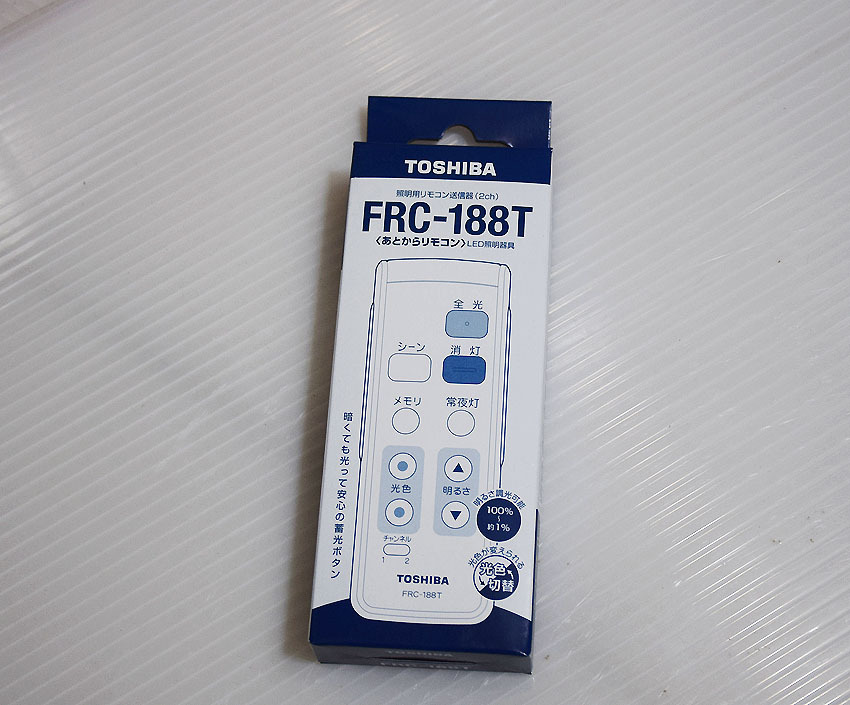 TOSHIBA
照明用リモコン送信器（2ch）
FRC-188T
〈あとからリモコン〉LED照明器具
全 光
シーン
消 灯
メモリ
常夜灯
光色
明るさ
チャンネル
1 2
TOSHIBA
FRC-188T
暗くても光って安心の蓄光ボタン
明るさ調光可能
100%
～
約1%
光色が変えられる
光色
切替